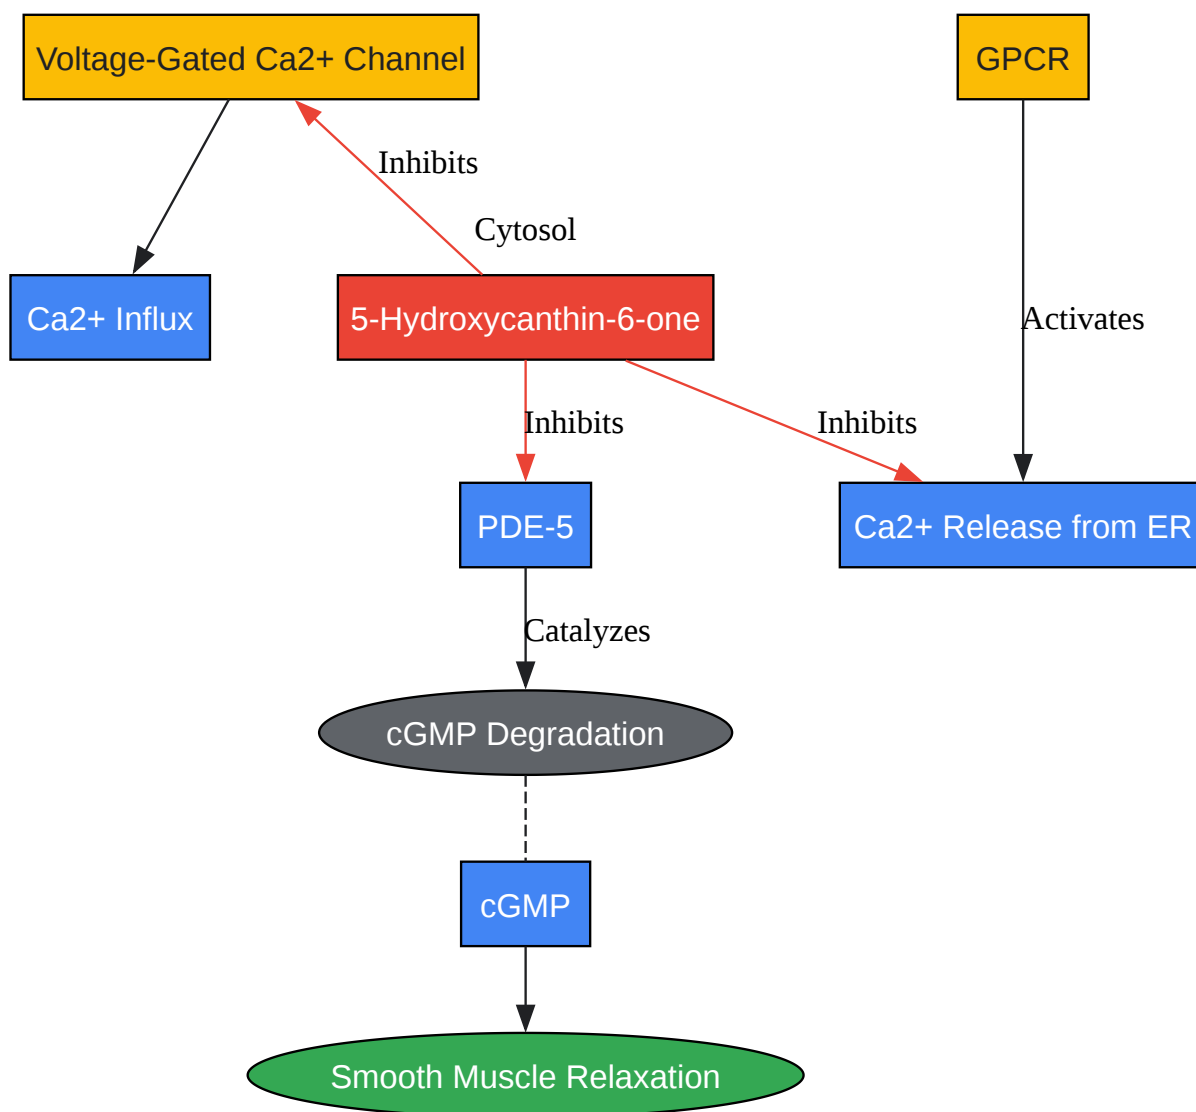 Voltage-Gated Ca2+ Channel
GPCR
Inhibits
Cytosol
Ca2+ Influx
5-Hydroxycanthin-6-one
Activates
Inhibits
Inhibits
PDE-5
Ca2+ Release from ER
Catalyzes
cGMP Degradation
cGMP
Smooth Muscle Relaxation